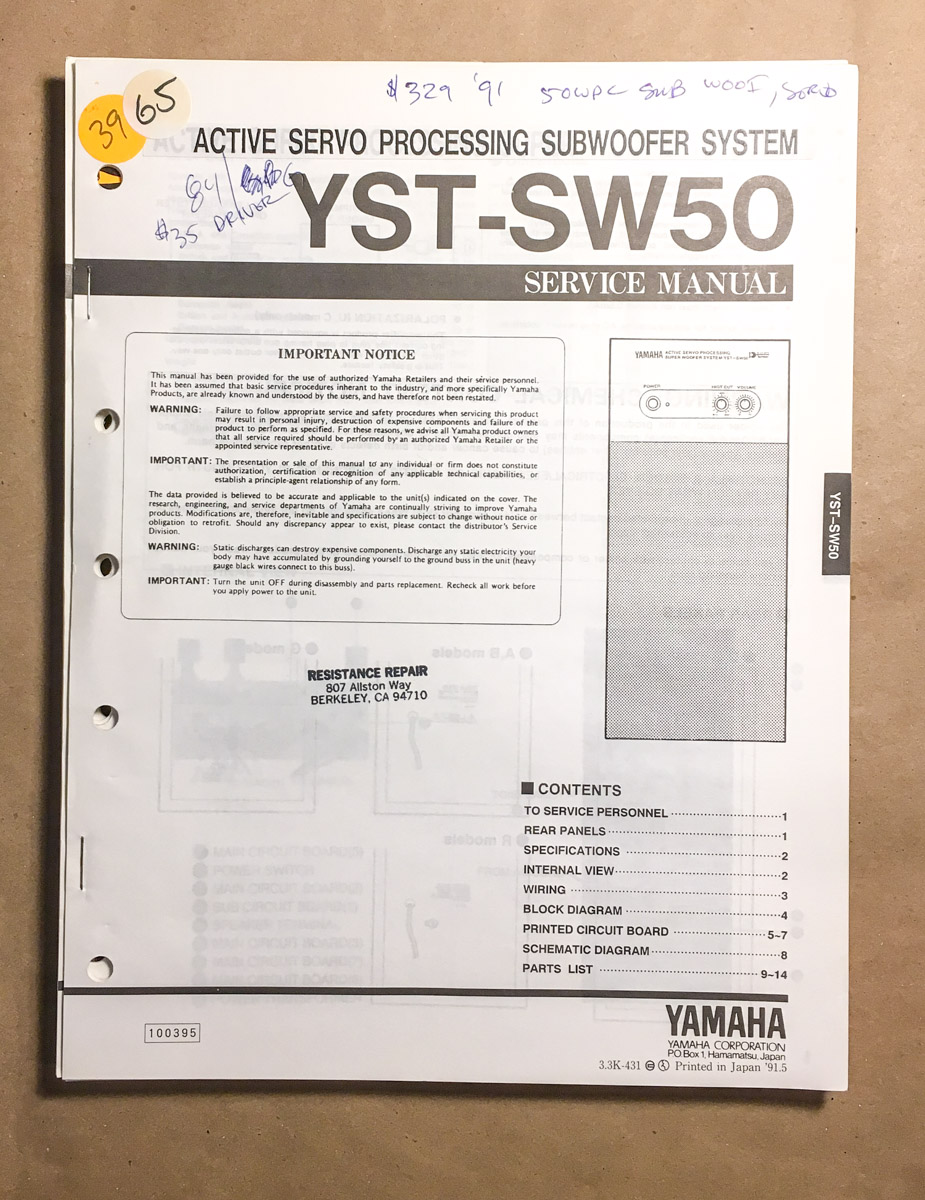 $329 '91 50WPC SUB WOOF, SERVO
39
65
ACTIVE SERVO PROCESSING SUBWOOFER SYSTEM
84/
$35 DRIVER
YST-SW50
SERVICE MANUAL
IMPORTANT NOTICE
This manual has been provided for the use of authorized Yamaha Retailers and their service personnel.
It has been assumed that basic service procedures inherant to the industry, and more specifically Yamaha
Products, are already known and understood by the users, and have therefore not been restated.
WARNING: Failure to follow appropriate service and safety procedures when servicing this product
may result in personal injury, destruction of expensive components and failure of the
product to perform as specified. For these reasons, we advise all Yamaha product owners
that all service required should be performed by an authorized Yamaha Retailer or the
appointed service representative.
IMPORTANT: The presentation or sale of this manual to any individual or firm does not constitute
authorization, certification or recognition of any applicable technical capabilities, or
establish a principle-agent relationship of any form.
The data provided is believed to be accurate and applicable to the unit(s) indicated on the cover. The
research, engineering, and service departments of Yamaha are continually striving to improve Yamaha
products. Modifications are, therefore, inevitable and specifications are subject to change without notice or
obligation to retrofit. Should any discrepancy appear to exist, please contact the distributor's Service
Division.
WARNING: Static discharges can destroy expensive components. Discharge any static electricity your
body may have accumulated by grounding yourself to the ground buss in the unit (heavy
gauge black wires connect to this buss).
IMPORTANT: Turn the unit OFF during disassembly and parts replacement. Recheck all work before
you apply power to the unit.
YAMAHA ACTIVE SERVO PROCESSING
SUPER WOOFER SYSTEM YST-SW50
POWER HIGH CUT VOLUME
YST-SW50
RESISTANCE REPAIR
807 Allston Way
BERKELEY, CA 94710
■ CONTENTS
TO SERVICE PERSONNEL 1
REAR PANELS 1
SPECIFICATIONS 2
INTERNAL VIEW 2
WIRING 3
BLOCK DIAGRAM 4
PRINTED CIRCUIT BOARD 5~7
SCHEMATIC DIAGRAM 8
PARTS LIST 9~14
100395
YAMAHA
YAMAHA CORPORATION
P.O.Box 1, Hamamatsu, Japan
3.3K-431 Printed in Japan '91.5